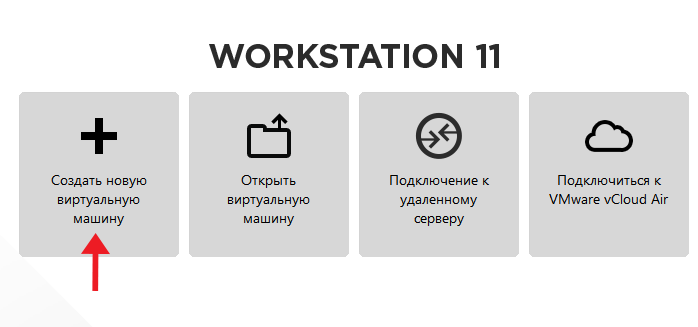 WORKSTATION 11
Создать новую
виртуальную
машину
Открыть
виртуальную
машину
Подключение к
удаленному
серверу
Подключиться к
VMware vCloud Air